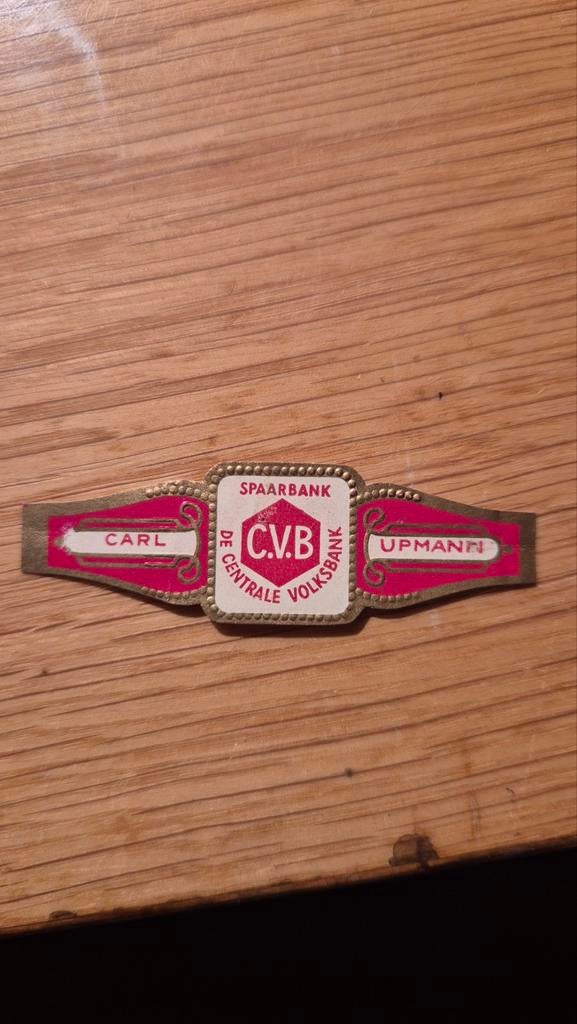 CARL
SPAARBANK
C.V.B
DE CENTRALE VOLKSBANK
UPMANN